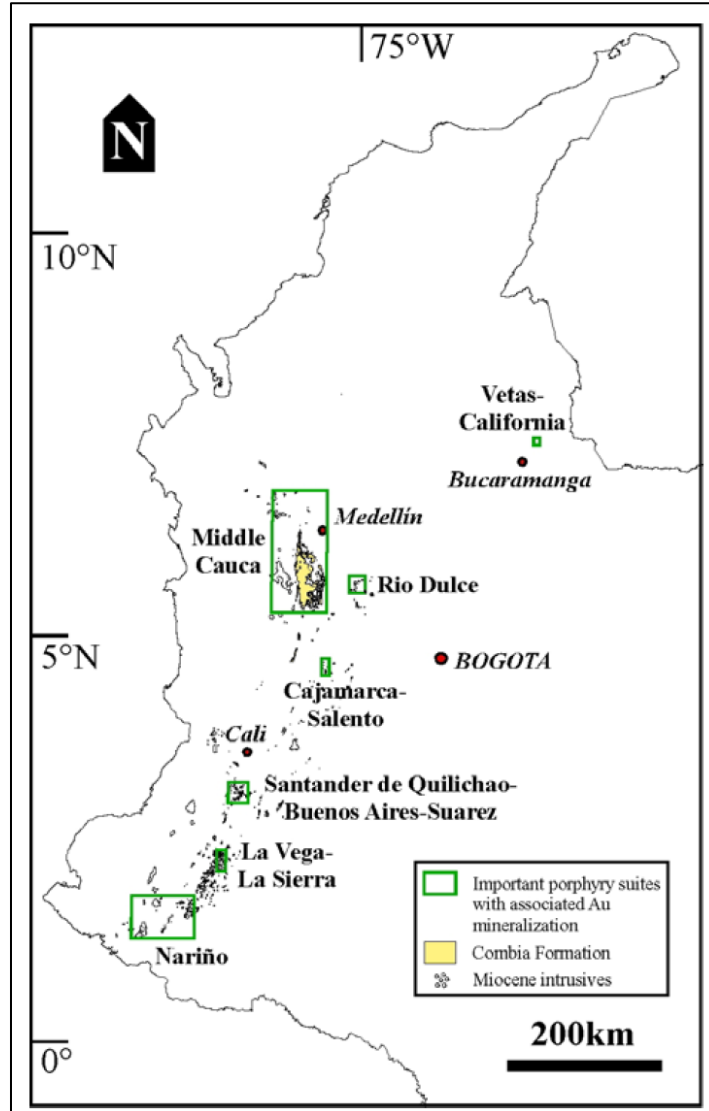 75°W
N
10°N
Vetas-
California
Bucaramanga
Medellín
Middle
Cauca
Rio Dulce
5°N
BOGOTA
Cajamarca-
Salento
Cali
Santander de Quilichao-
Buenos Aires-Suarez
La Vega-
La Sierra
Nariño
Important porphyry suites
with associated Au
mineralization
Combia Formation
Miocene intrusives
0°
200km